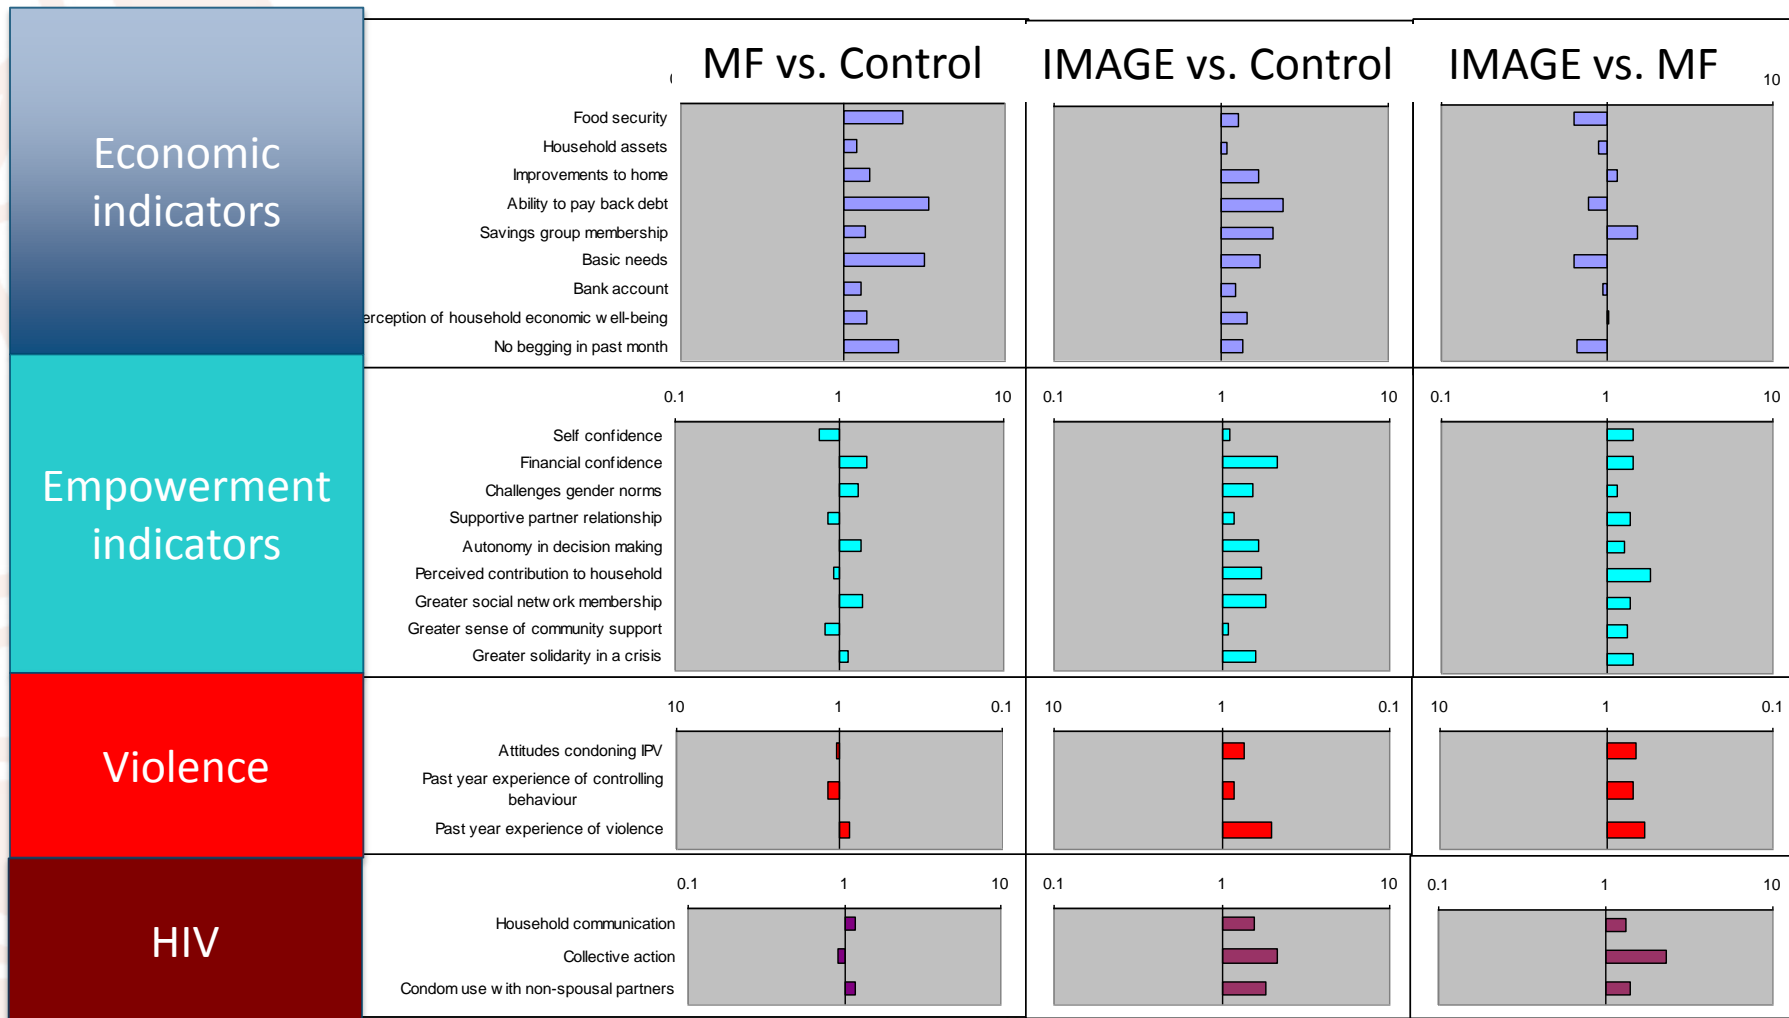 MF vs. Control
IMAGE vs. Control
IMAGE vs. MF
10
Economic
indicators
Food security
Household assets
Improvements to home
Ability to pay back debt
Savings group membership
Basic needs
Bank account
erception of household economic well-being
No begging in past month
0.1 1 10 0.1 1 10 0.1 1 10
Empowerment
indicators
Self confidence
Financial confidence
Challenges gender norms
Supportive partner relationship
Autonomy in decision making
Perceived contribution to household
Greater social network membership
Greater sense of community support
Greater solidarity in a crisis
10 1 0.1 10 1 0.1 10 1 0.1
Violence
Attitudes condoning IPV
Past year experience of controlling
behaviour
Past year experience of violence
0.1 1 10 0.1 1 10 0.1 1 10
HIV
Household communication
Collective action
Condom use with non-spousal partners